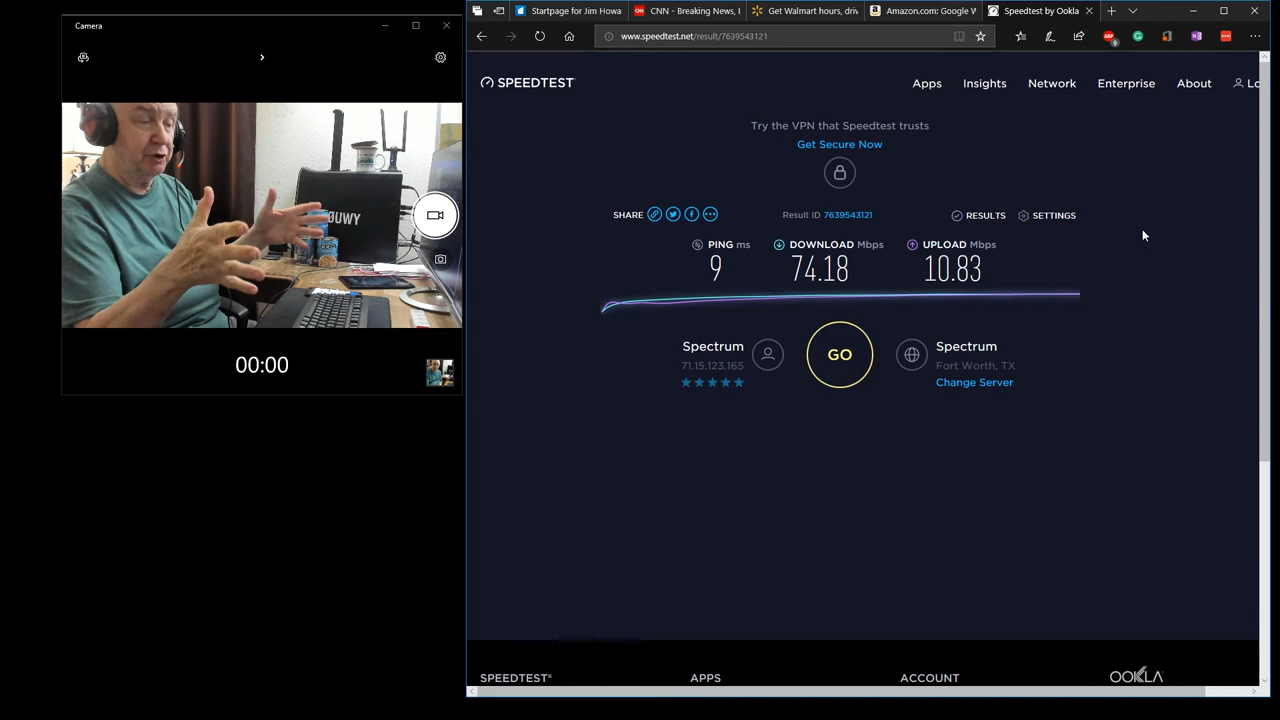 Camera
00:00
ØUWY
Startpage for Jim Howa
CNN - Breaking News, l
Get Walmart hours, driv
Amazon.com: Google W
Speedtest by Ookla
www.speedtest.net/result/7639543121
SPEEDTEST
Apps Insights Network Enterprise About Lo
Try the VPN that Speedtest trusts
Get Secure Now
SHARE
Result ID 7639543121
RESULTS SETTINGS
PING ms DOWNLOAD Mbps UPLOAD Mbps
9 74.18 10.83
Spectrum
71.15.123.165
GO
Spectrum
Fort Worth, TX
Change Server
SPEEDTEST® APPS ACCOUNT OOKLA